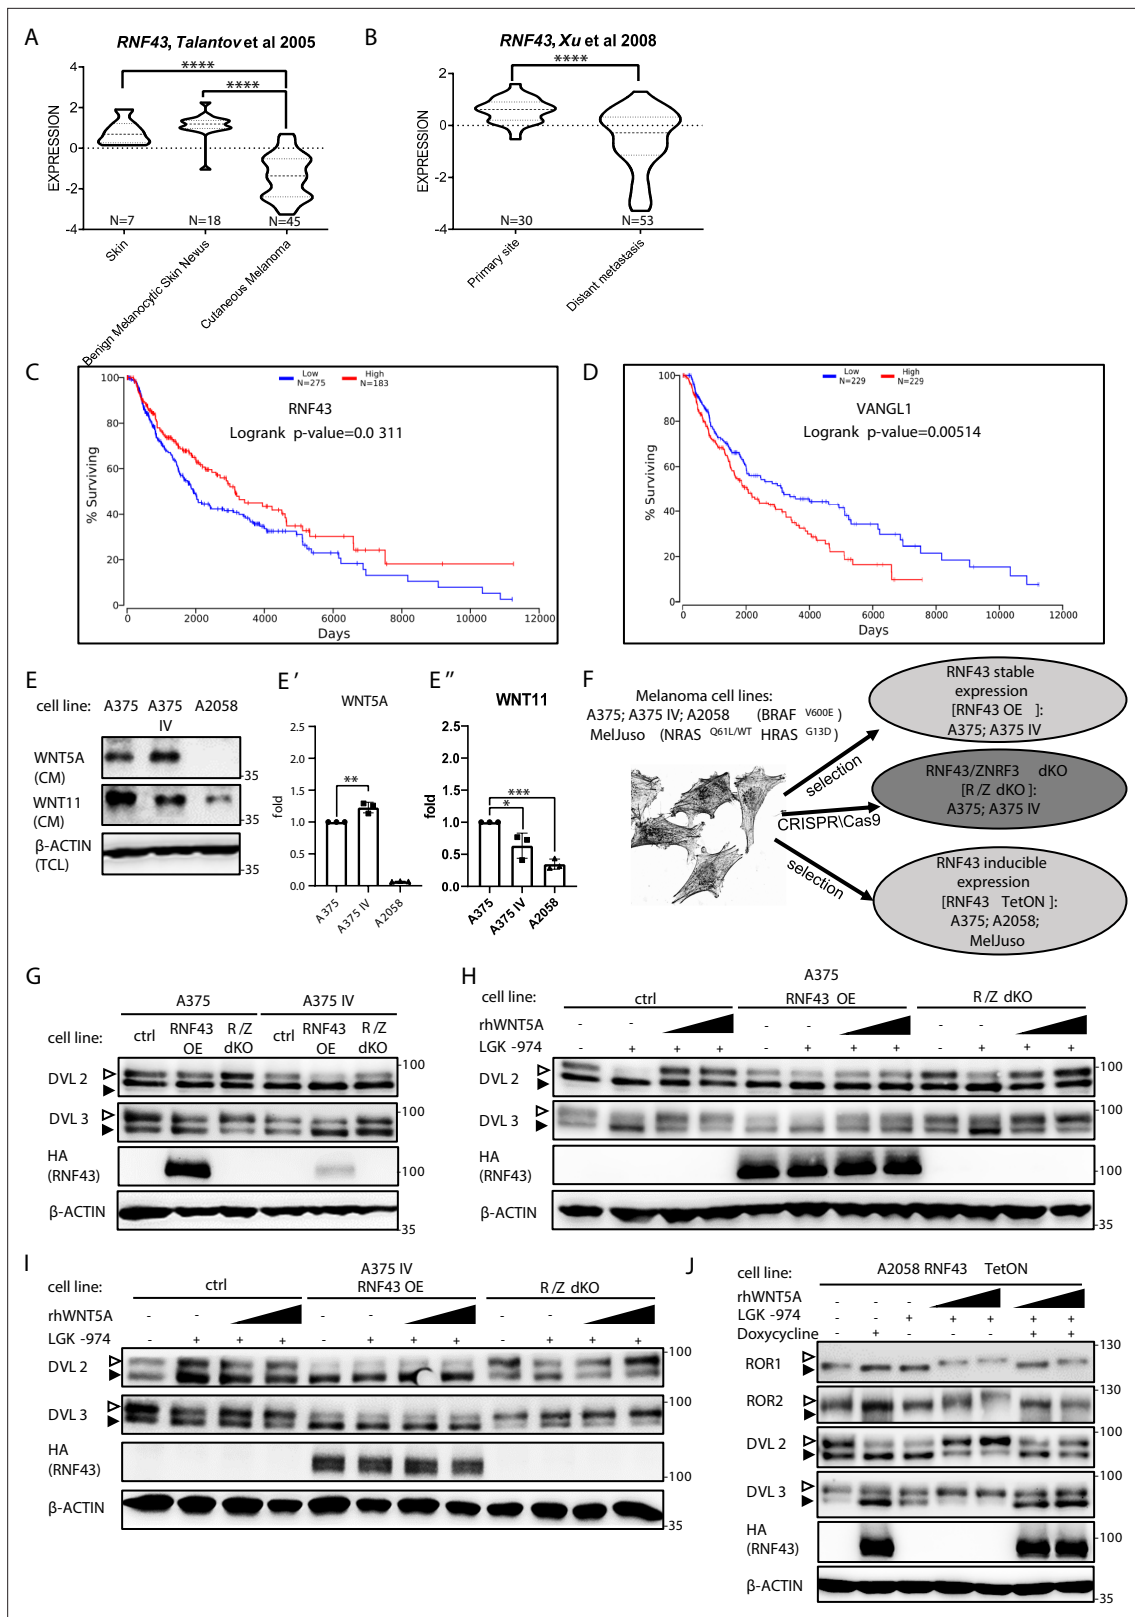 A
RNF43, Talantov et al 2005
****
****
EXPRESSION
4
2
0
-2
-4
N=7
N=18
N=45
Skin
Benign Melanocytic Skin Nevus
Cutaneous Melanoma
B
RNF43, Xu et al 2008
****
EXPRESSION
2
0
-2
-4
N=30
N=53
Primary site
Distant metastasis
C
Low
N=275
High
N=183
RNF43
Logrank p-value=0.0 311
% Surviving
100
80
60
40
20
0
0 2000 4000 6000 8000 10000 12000
Days
D
Low
N=229
High
N=229
VANGL1
Logrank p-value=0.00514
% Surviving
100
80
60
40
20
0
0 2000 4000 6000 8000 10000 12000
Days
E
cell line: A375 A375 IV A2058
WNT5A (CM)
-35
WNT11 (CM)
β-ACTIN (TCL)
-35
E'
WNT5A
fold
2.5
2.0
1.5
1.0
0.5
0.0
**
A375
A375 IV
A2058
E"
WNT11
fold
2.5
2.0
1.5
1.0
0.5
0.0
***
*
A375
A375 IV
A2058
F
Melanoma cell lines:
A375; A375 IV; A2058 (BRAF V600E )
MelJuso (NRAS Q61L/WT HRAS G13D )
selection
CRISPR\Cas9
selection
RNF43 stable
expression
[RNF43 OE ]:
A375; A375 IV
RNF43/ZNRF3 dKO
[R /Z dKO ]:
A375; A375 IV
RNF43 inducible
expression
[RNF43 TetON ]:
A375; A2058;
MelJuso
G
A375 A375 IV
cell line: ctrl RNF43 OE R /Z dKO ctrl RNF43 OE R /Z dKO
DVL 2
-100
DVL 3
-100
HA (RNF43)
-100
β-ACTIN
-35
H
A375
cell line: ctrl RNF43 OE R /Z dKO
rhWNT5A - - - - - -
LGK -974 - + + + - + + + - + + +
DVL 2
-100
DVL 3
-100
HA (RNF43)
-100
β-ACTIN
-35
I
A375 IV
cell line: ctrl RNF43 OE R /Z dKO
rhWNT5A - - - - - -
LGK -974 - + + + - + + + - + + +
DVL 2
-100
DVL 3
-100
HA (RNF43)
-100
β-ACTIN
-35
J
cell line: A2058 RNF43 TetON
rhWNT5A - - -
LGK -974 - - + + + + +
Doxycycline - + - - - + +
ROR1
-130
ROR2
-130
DVL 2
-100
DVL 3
-100
HA (RNF43)
-100
β-ACTIN
-35